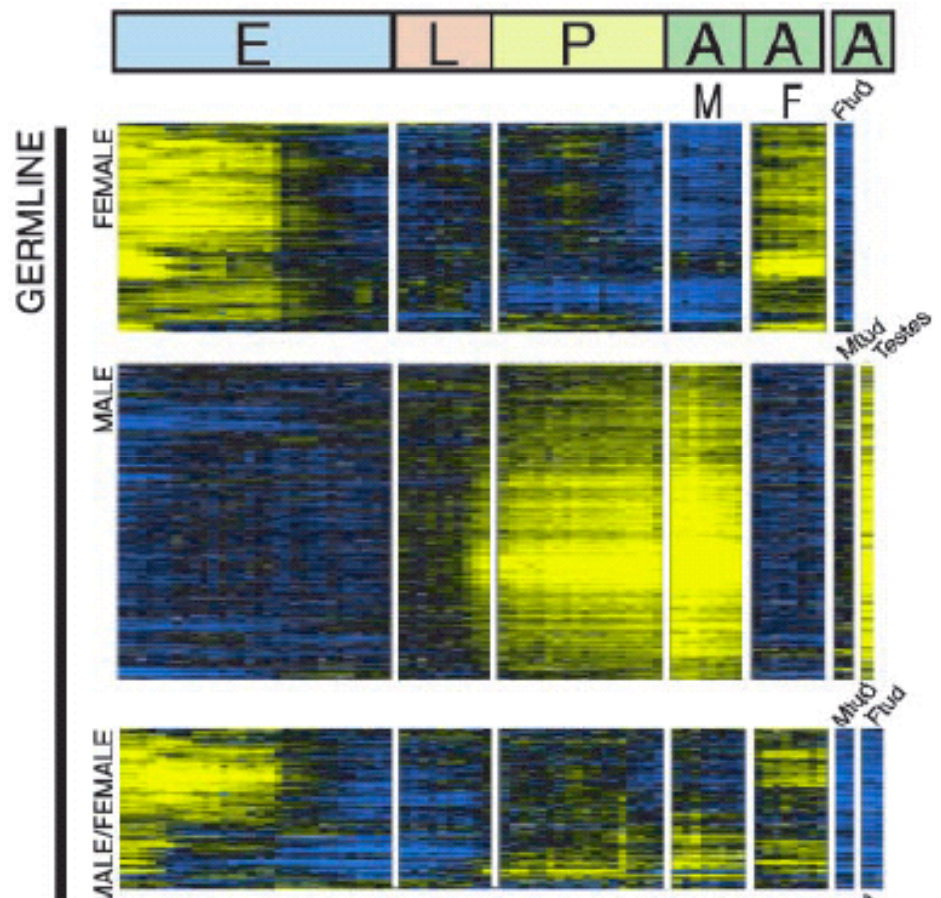 E L P A A A
M F Ftud
GERMLINE
FEMALE
Mtud Testes
MALE
Mtud Ftud
MALE/FEMALE